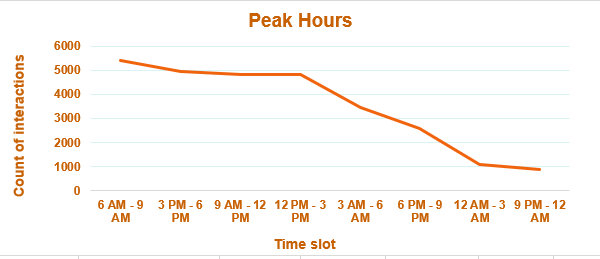 Peak Hours
Count of interactions
6000
5000
4000
3000
2000
1000
0
6 AM - 9 3 PM - 6 9 AM - 12 12 PM - 3 3 AM - 6 6 PM - 9 12 AM - 3 9 PM - 12
AM PM PM PM AM PM AM AM
Time slot